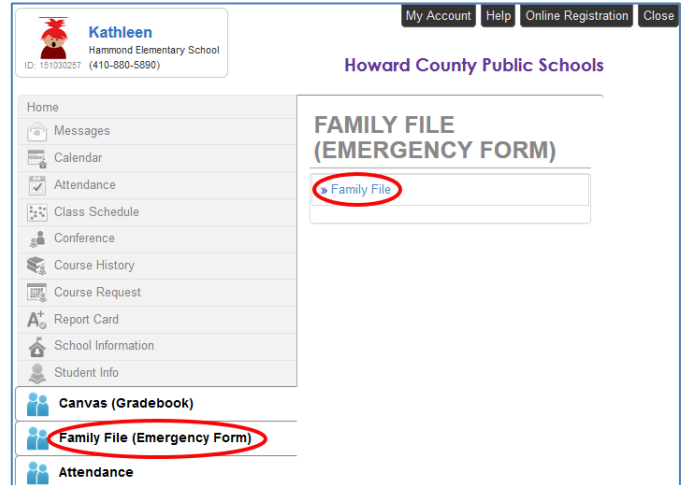 My Account Help Online Registration Close
Kathleen
Hammond Elementary School
ID: 151030257 (410-880-5890)
Howard County Public Schools
Home
Messages
Calendar
Attendance
Class Schedule
Conference
Course History
Course Request
Report Card
School Information
Student Info
Canvas (Gradebook)
Family File (Emergency Form)
Attendance
FAMILY FILE
(EMERGENCY FORM)
» Family File